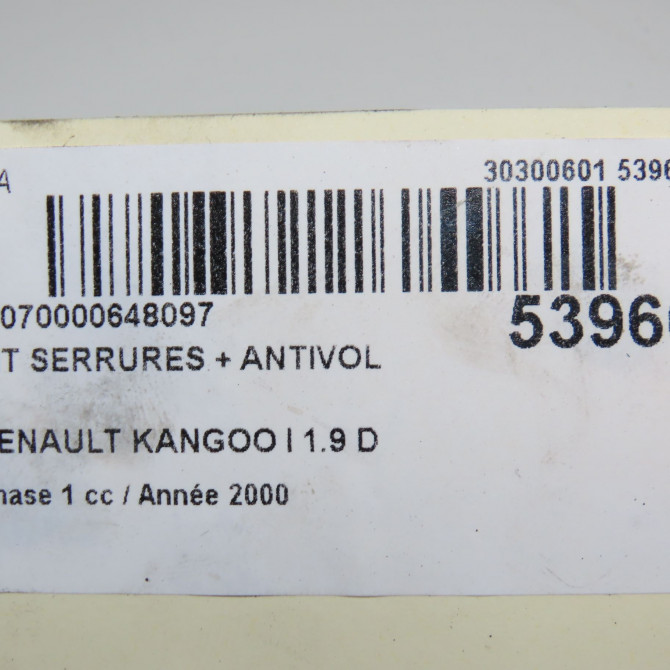 A
30300601 5396
070000648097
5396
T SERRURES + ANTIVOL
ENAULT KANGOO I 1.9 D
hase 1 cc / Année 2000